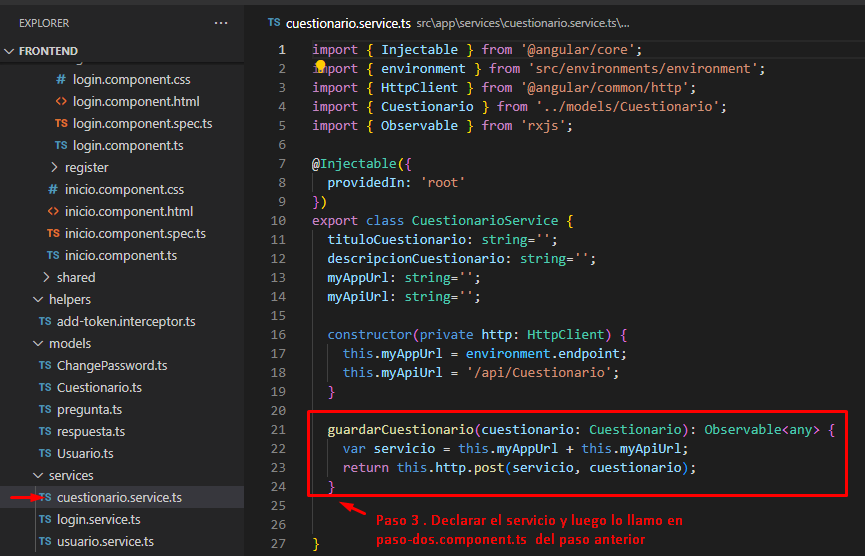 EXPLORER ...
FRONTEND
# login.component.css
<> login.component.html
TS login.component.spec.ts
TS login.component.ts
> register
# inicio.component.css
<> inicio.component.html
TS inicio.component.spec.ts
TS inicio.component.ts
> shared
helpers
TS add-token.interceptor.ts
models
TS ChangePassword.ts
TS Cuestionario.ts
TS pregunta.ts
TS respuesta.ts
TS Usuario.ts
services
TS cuestionario.service.ts
TS login.service.ts
TS usuario.service.ts
TS cuestionario.service.ts src\app\services\cuestionario.service.ts\...
1 import { Injectable } from '@angular/core';
2 import { environment } from 'src/environments/environment';
3 import { HttpClient } from '@angular/common/http';
4 import { Cuestionario } from '../models/Cuestionario';
5 import { Observable } from 'rxjs';
6
7 @Injectable({
8 providedIn: 'root'
9 })
10 export class CuestionarioService {
11 tituloCuestionario: string='';
12 descripcionCuestionario: string='';
13 myAppUrl: string='';
14 myApiUrl: string='';
15
16 constructor(private http: HttpClient) {
17 this.myAppUrl = environment.endpoint;
18 this.myApiUrl = '/api/Cuestionario';
19 }
20
21 guardarCuestionario(cuestionario: Cuestionario): Observable<any> {
22 var servicio = this.myAppUrl + this.myApiUrl;
23 return this.http.post(servicio, cuestionario);
24 }
25
Paso 3 . Declarar el servicio y luego lo llamo en
26
paso-dos.component.ts del paso anterior
27 }